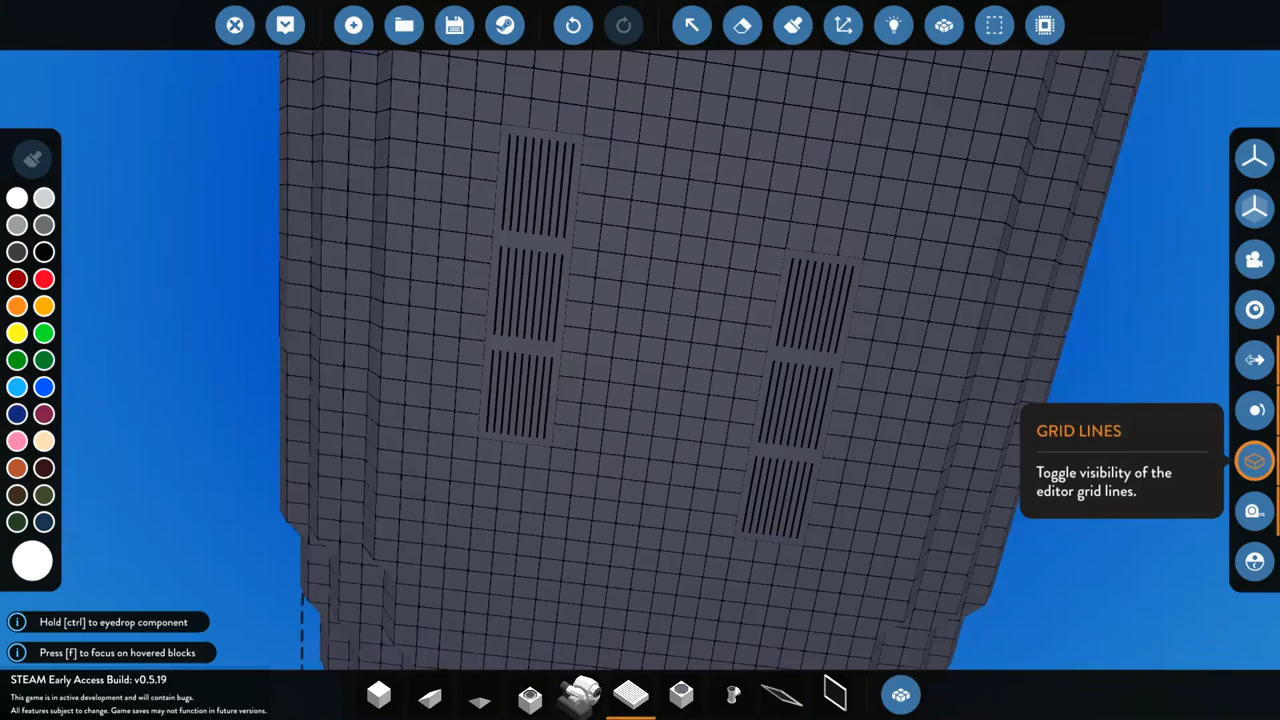 GRID LINES
Toggle visibility of the
editor grid lines.
Hold [ctrl] to eyedrop component
Press [f] to focus on hovered blocks
STEAM Early Access Build: v0.5.19
This game is in active development and will contain bugs.
All features subject to change. Game saves may not function in future versions.